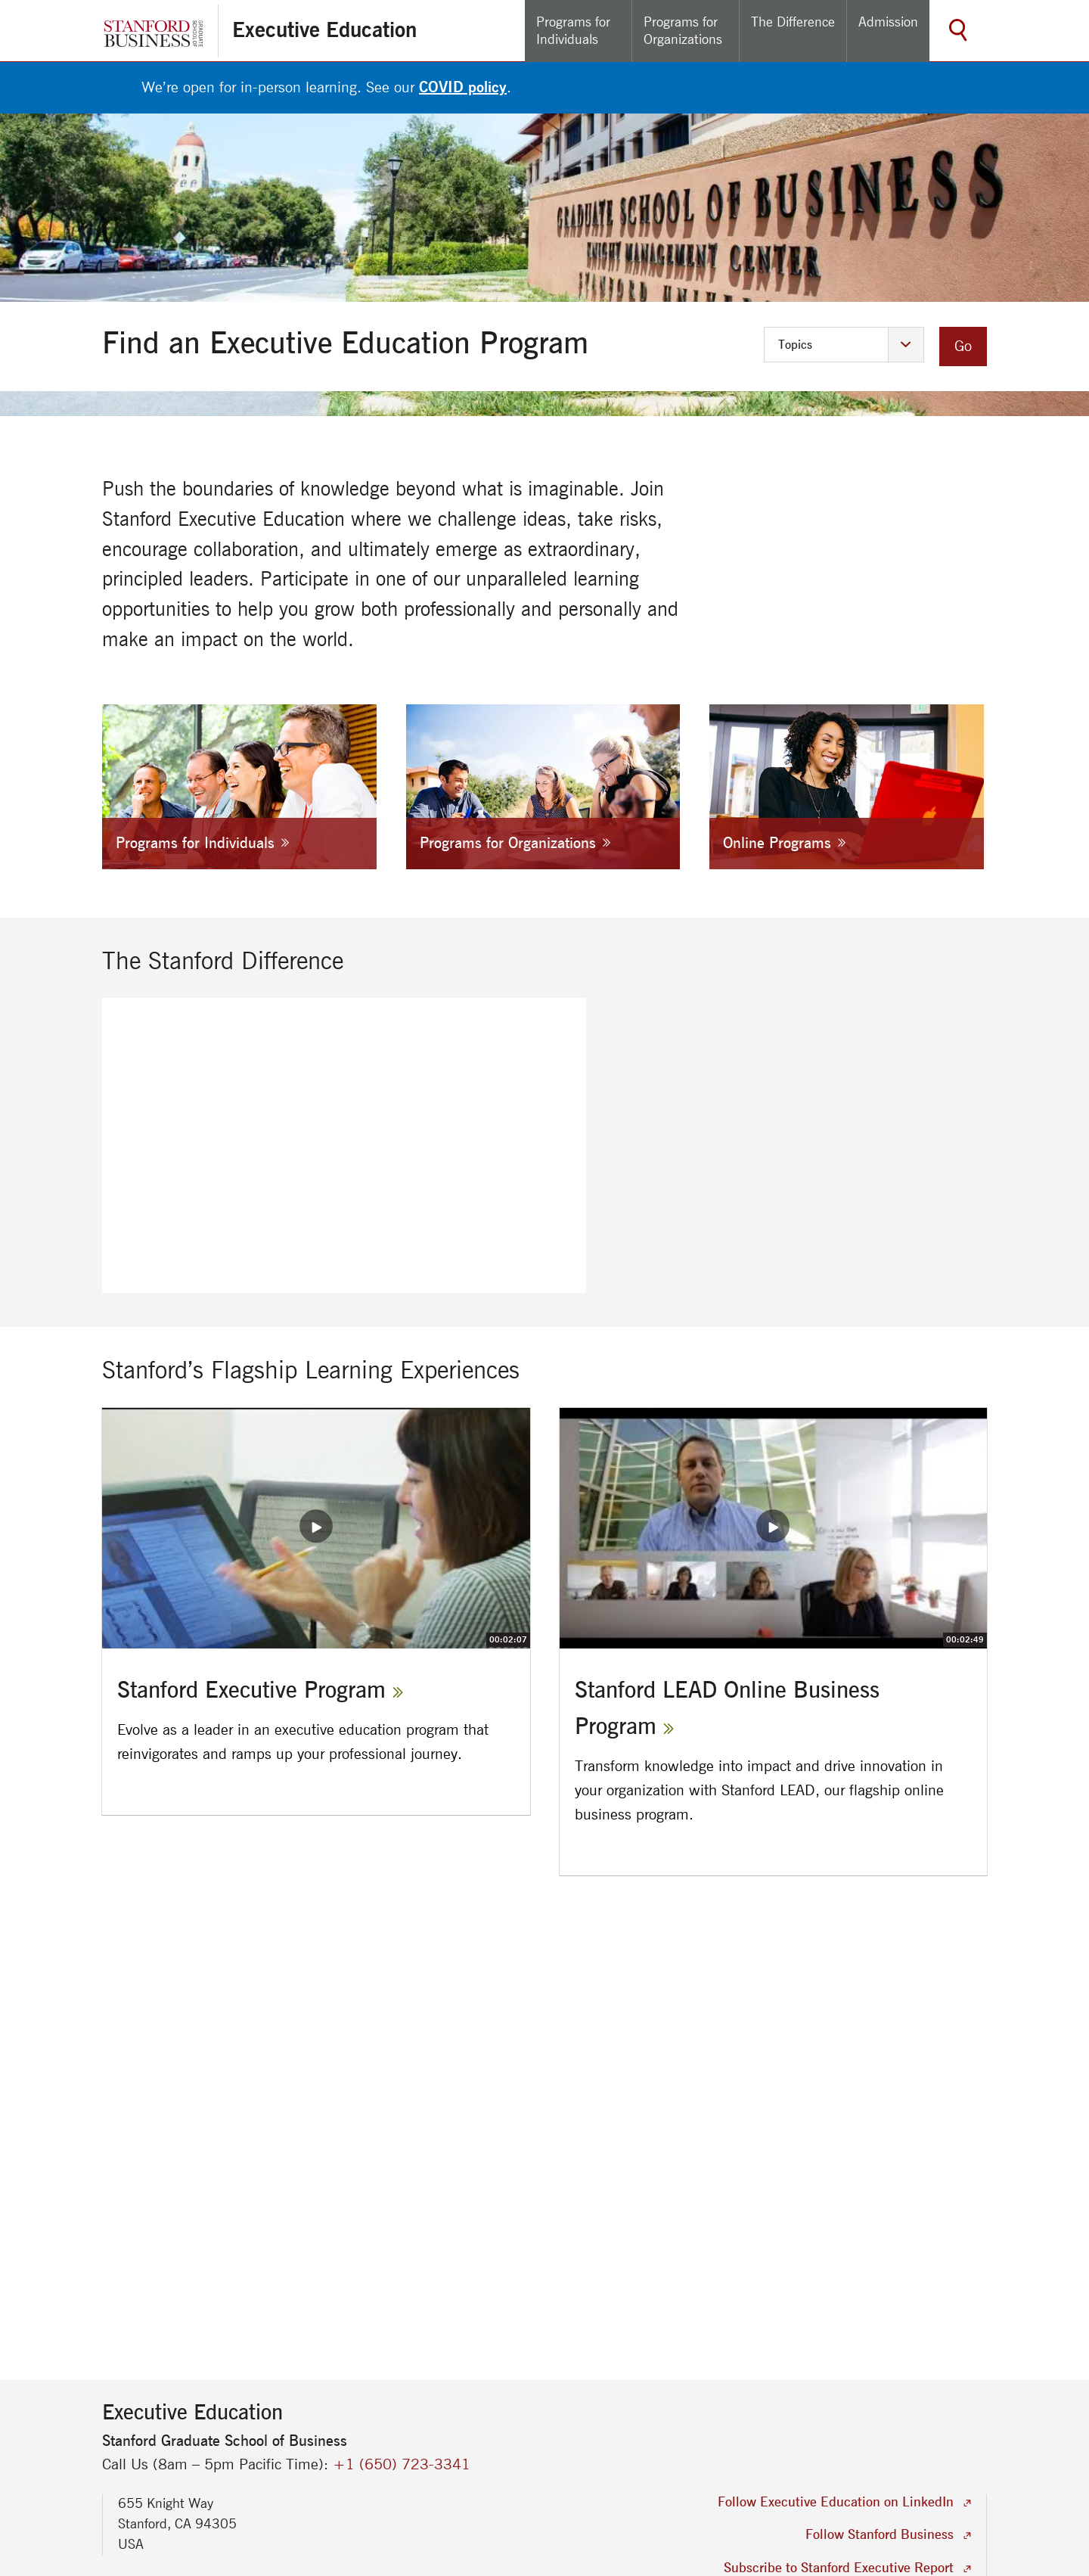 STANFORD
BUSINESS
GRADUATE
SCHOOL OF
Executive Education
Programs for
Individuals
Programs for
Organizations
The Difference
Admission
We're open for in-person learning. See our COVID policy.
GRADUATE SCHOOL OF BUSINESS
KNIGHT MANAGEMENT CENTER
STANFORD
Find an Executive Education Program
Topics
Go
Push the boundaries of knowledge beyond what is imaginable. Join
Stanford Executive Education where we challenge ideas, take risks,
encourage collaboration, and ultimately emerge as extraordinary,
principled leaders. Participate in one of our unparalleled learning
opportunities to help you grow both professionally and personally and
make an impact on the world.
Programs for Individuals »
Programs for Organizations »
Online Programs »
The Stanford Difference
Stanford's Flagship Learning Experiences
00:02:07
00:02:49
Stanford Executive Program »
Evolve as a leader in an executive education program that
reinvigorates and ramps up your professional journey.
Stanford LEAD Online Business
Program »
Transform knowledge into impact and drive innovation in
your organization with Stanford LEAD, our flagship online
business program.
Executive Education
Stanford Graduate School of Business
Call Us (8am – 5pm Pacific Time): +1 (650) 723-3341
655 Knight Way
Stanford, CA 94305
USA
Follow Executive Education on LinkedIn
Follow Stanford Business
Subscribe to Stanford Executive Report